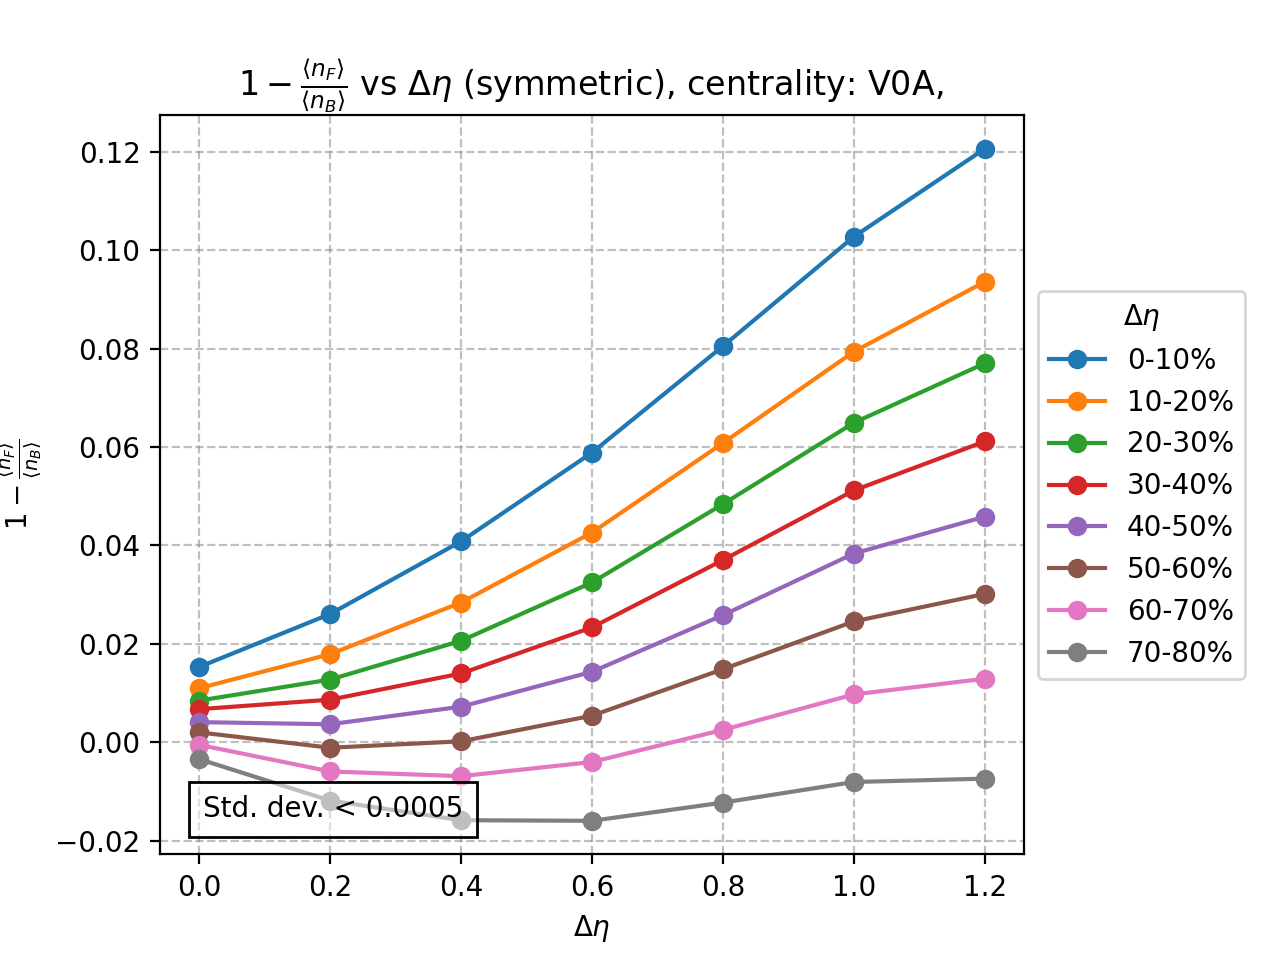 1 − ⟨n_F⟩/⟨n_B⟩ vs Δη (symmetric), centrality: V0A,
1 − ⟨n_F⟩/⟨n_B⟩
0.12
0.10
0.08
0.06
0.04
0.02
0.00
−0.02
Std. dev. < 0.0005
0.0 0.2 0.4 0.6 0.8 1.0 1.2
Δη
Δη
0-10%
10-20%
20-30%
30-40%
40-50%
50-60%
60-70%
70-80%